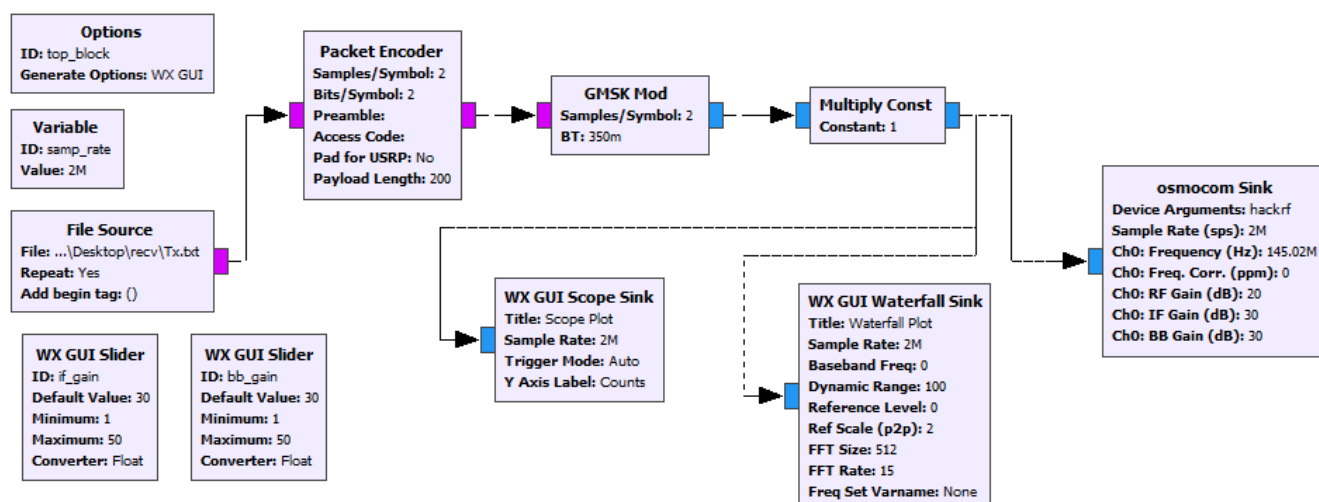 Options
ID: top_block
Generate Options: WX GUI
Variable
ID: samp_rate
Value: 2M
File Source
File: ...\Desktop\recv\Tx.txt
Repeat: Yes
Add begin tag: ()
WX GUI Slider
ID: if_gain
Default Value: 30
Minimum: 1
Maximum: 50
Converter: Float
WX GUI Slider
ID: bb_gain
Default Value: 30
Minimum: 1
Maximum: 50
Converter: Float
Packet Encoder
Samples/Symbol: 2
Bits/Symbol: 2
Preamble:
Access Code:
Pad for USRP: No
Payload Length: 200
GMSK Mod
Samples/Symbol: 2
BT: 350m
Multiply Const
Constant: 1
WX GUI Scope Sink
Title: Scope Plot
Sample Rate: 2M
Trigger Mode: Auto
Y Axis Label: Counts
WX GUI Waterfall Sink
Title: Waterfall Plot
Sample Rate: 2M
Baseband Freq: 0
Dynamic Range: 100
Reference Level: 0
Ref Scale (p2p): 2
FFT Size: 512
FFT Rate: 15
Freq Set Varname: None
osmocom Sink
Device Arguments: hackrf
Sample Rate (sps): 2M
Ch0: Frequency (Hz): 145.02M
Ch0: Freq. Corr. (ppm): 0
Ch0: RF Gain (dB): 20
Ch0: IF Gain (dB): 30
Ch0: BB Gain (dB): 30